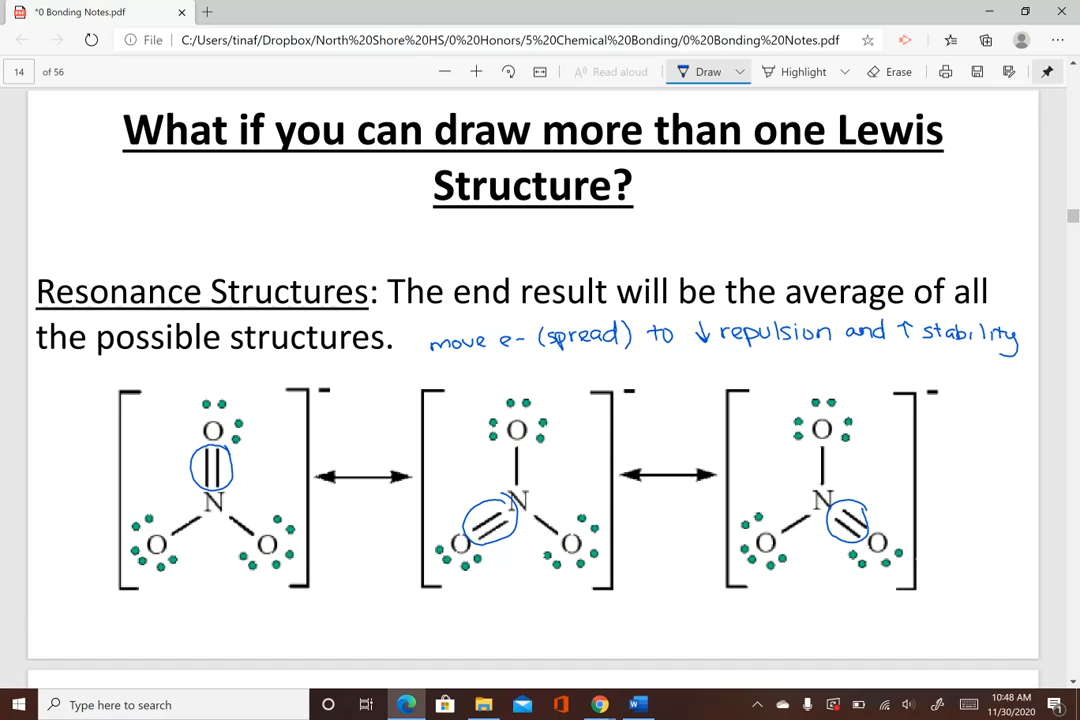 *0 Bonding Notes.pdf
File
C:/Users/tinaf/Dropbox/North%20Shore%20HS/0%20Honors/5%20Chemical%20Bonding/0%20Bonding%20Notes.pdf
14 of 56
Read aloud
Draw
Highlight
Erase
What if you can draw more than one Lewis
Structure?
Resonance Structures: The end result will be the average of all
the possible structures.
move e- (spread) to ↓ repulsion and ↑ stability
- - -
O O O
N N N
O O O O O O
Type here to search
W
10:48 AM
11/30/2020
1